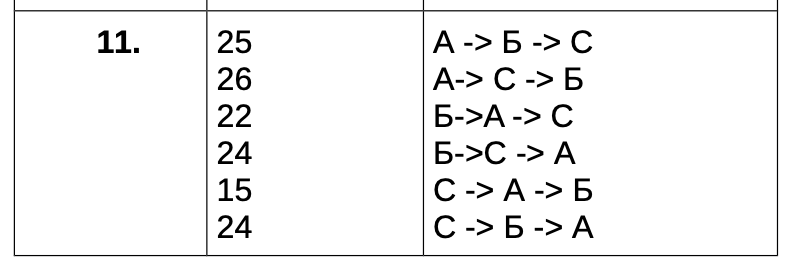 11. 25 А -> Б -> С
26 А-> С -> Б
22 Б->А -> С
24 Б->С -> А
15 С -> А -> Б
24 С -> Б -> А